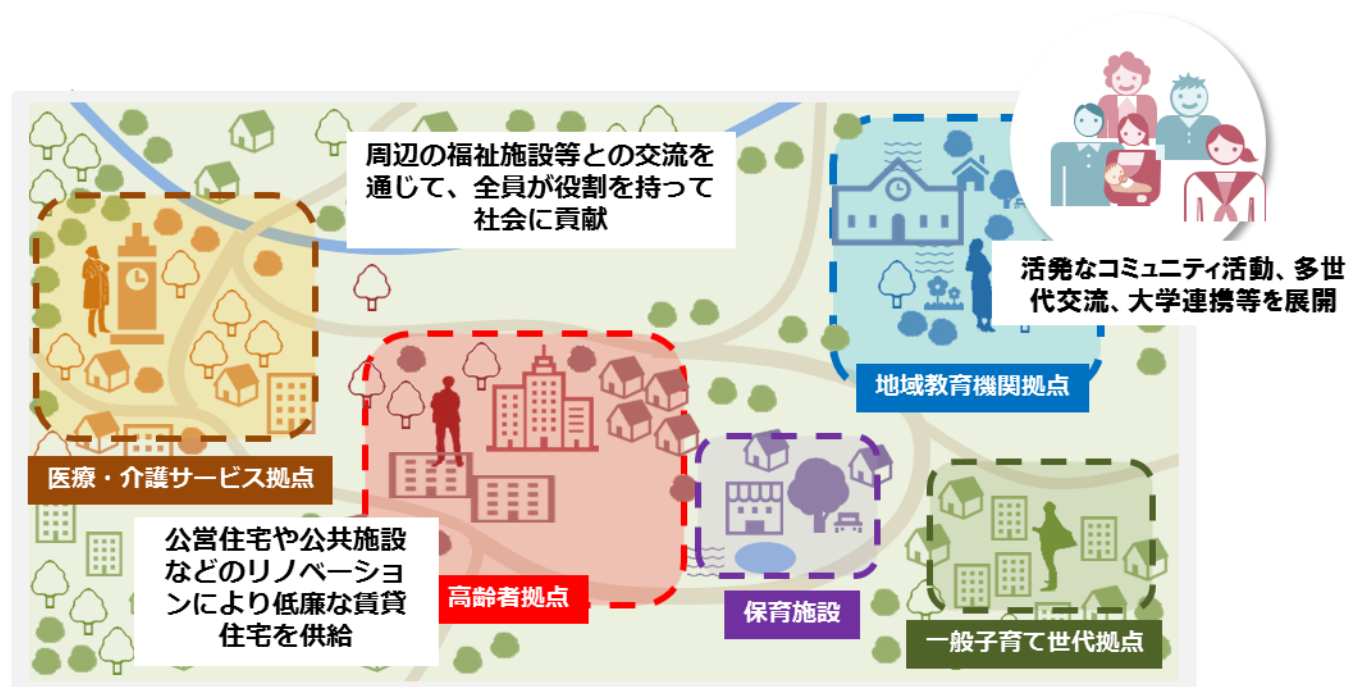 周辺の福祉施設等との交流を
通じて、全員が役割を持って
社会に貢献
活発なコミュニティ活動、多世
代交流、大学連携等を展開
地域教育機関拠点
医療・介護サービス拠点
公営住宅や公共施設
などのリノベーショ
ンにより低廉な賃貸
住宅を供給
高齢者拠点
保育施設
一般子育て世代拠点